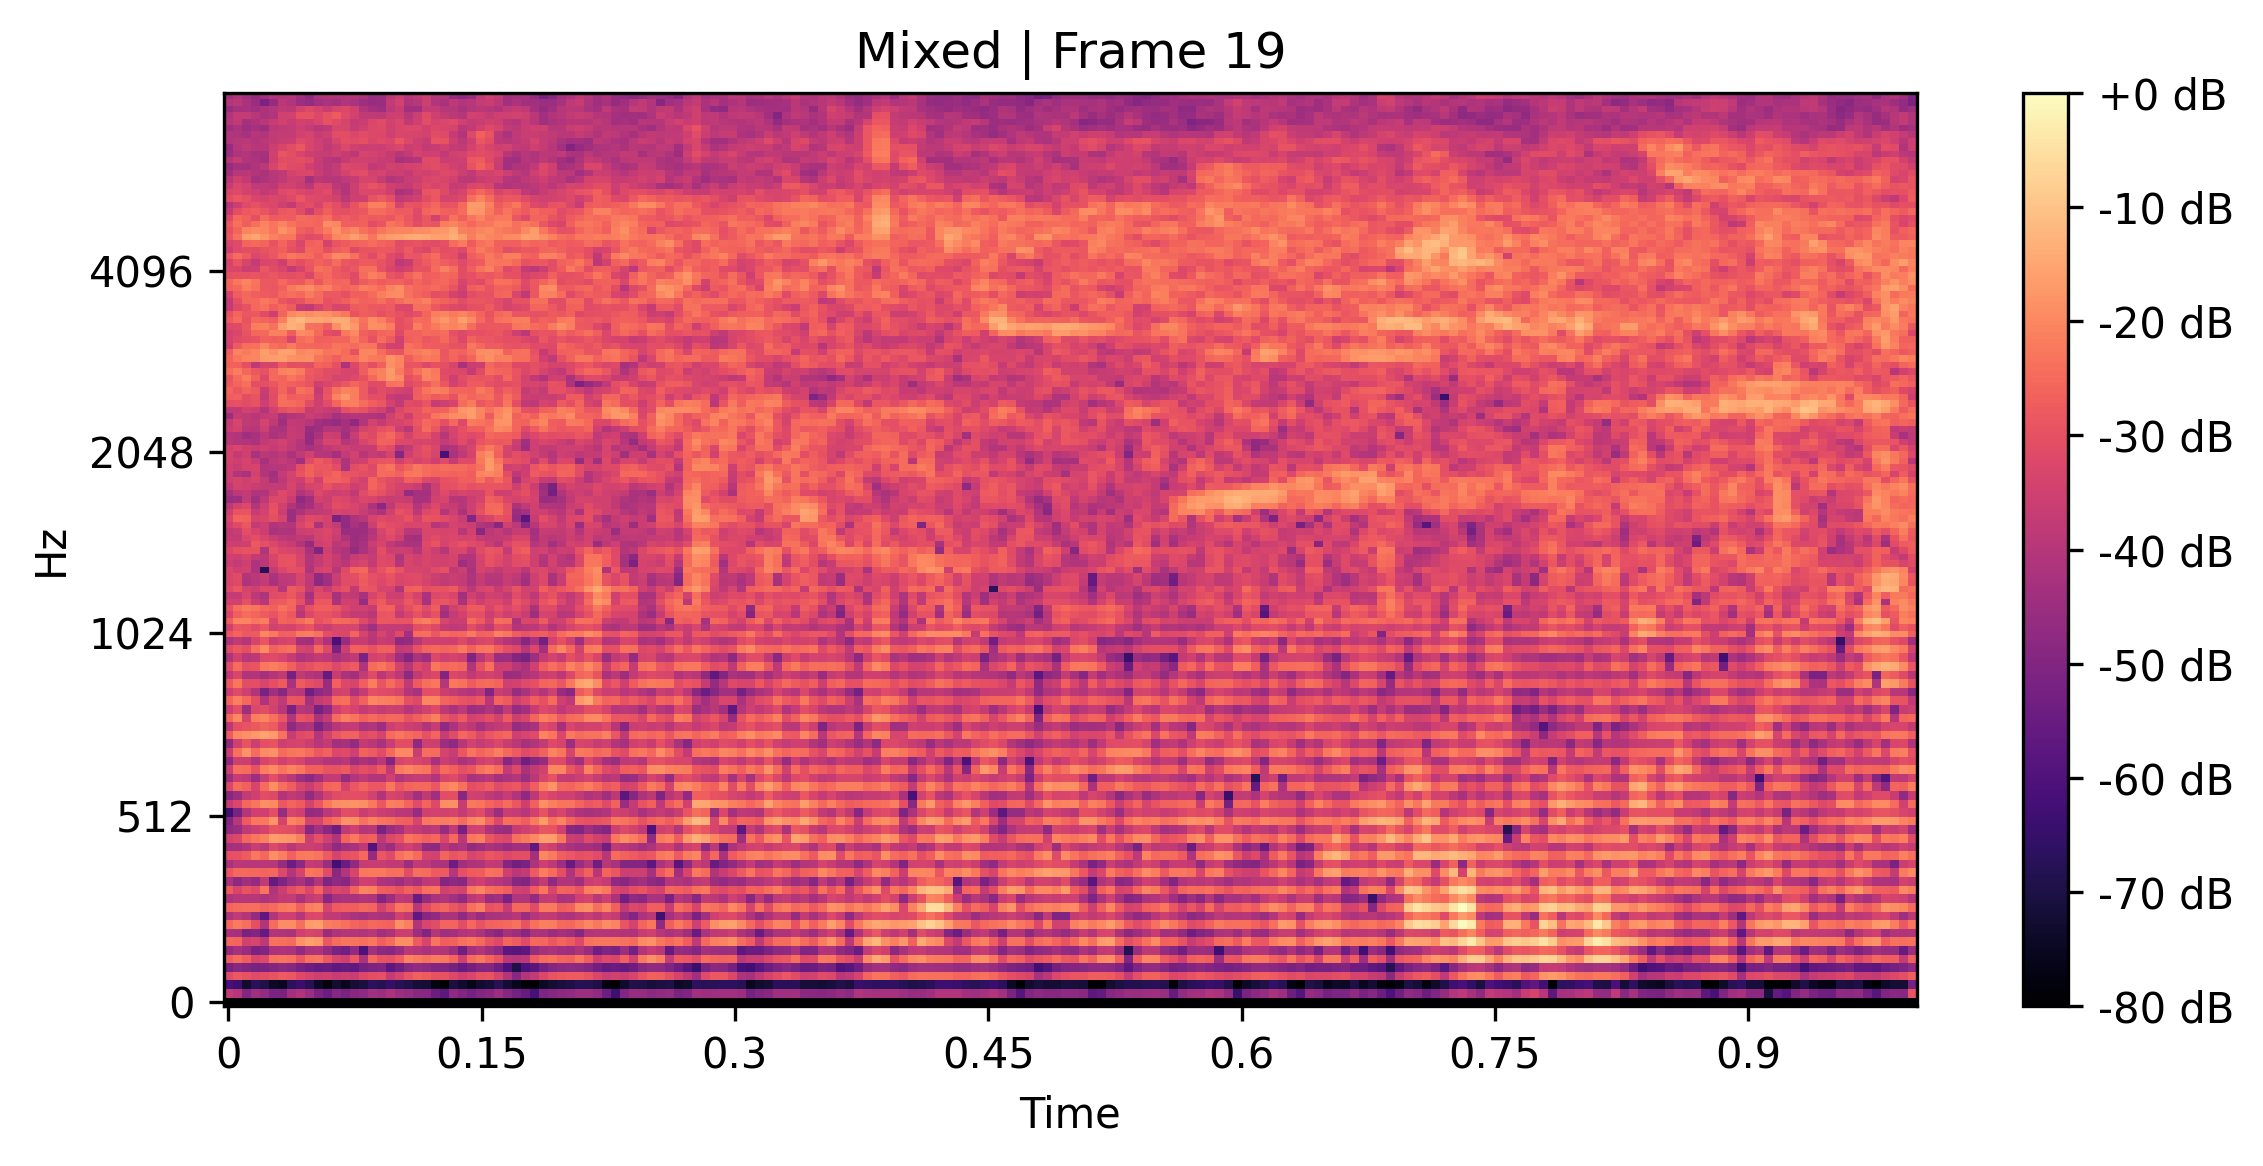 Mixed | Frame 19
+0 dB
-10 dB
-20 dB
-30 dB
-40 dB
-50 dB
-60 dB
-70 dB
-80 dB
4096
2048
1024
512
0
Hz
0 0.15 0.3 0.45 0.6 0.75 0.9
Time